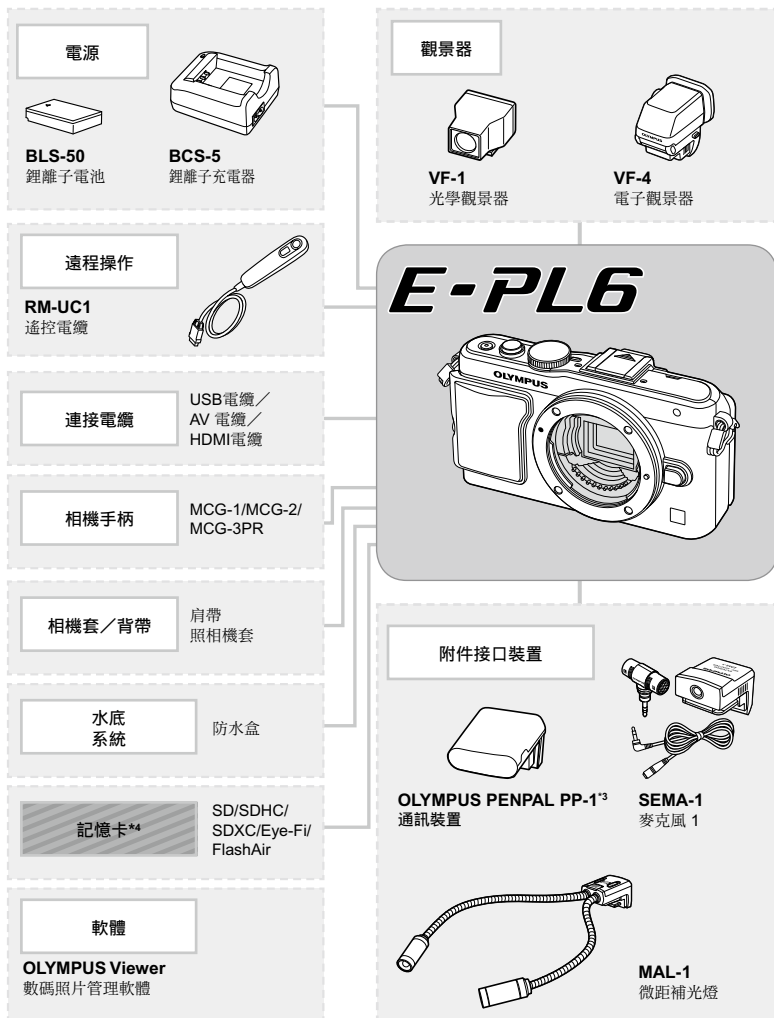 電源
BLS-50
鋰離子電池
BCS-5
鋰離子充電器
遠程操作
RM-UC1
遙控電纜
連接電纜
USB電纜／
AV 電纜／
HDMI電纜
相機手柄
MCG-1/MCG-2/
MCG-3PR
相機套／背帶
肩帶
照相機套
水底
系統
防水盒
記憶卡*4
SD/SDHC/
SDXC/Eye-Fi/
FlashAir
軟體
OLYMPUS Viewer
數碼照片管理軟體
觀景器
VF-1
光學觀景器
OLYMPUS
VF-4
電子觀景器
E-PL6
OLYMPUS
附件接口裝置
OLYMPUS PENPAL PP-1*3
通訊裝置
SEMA-1
麥克風 1
MAL-1
微距補光燈